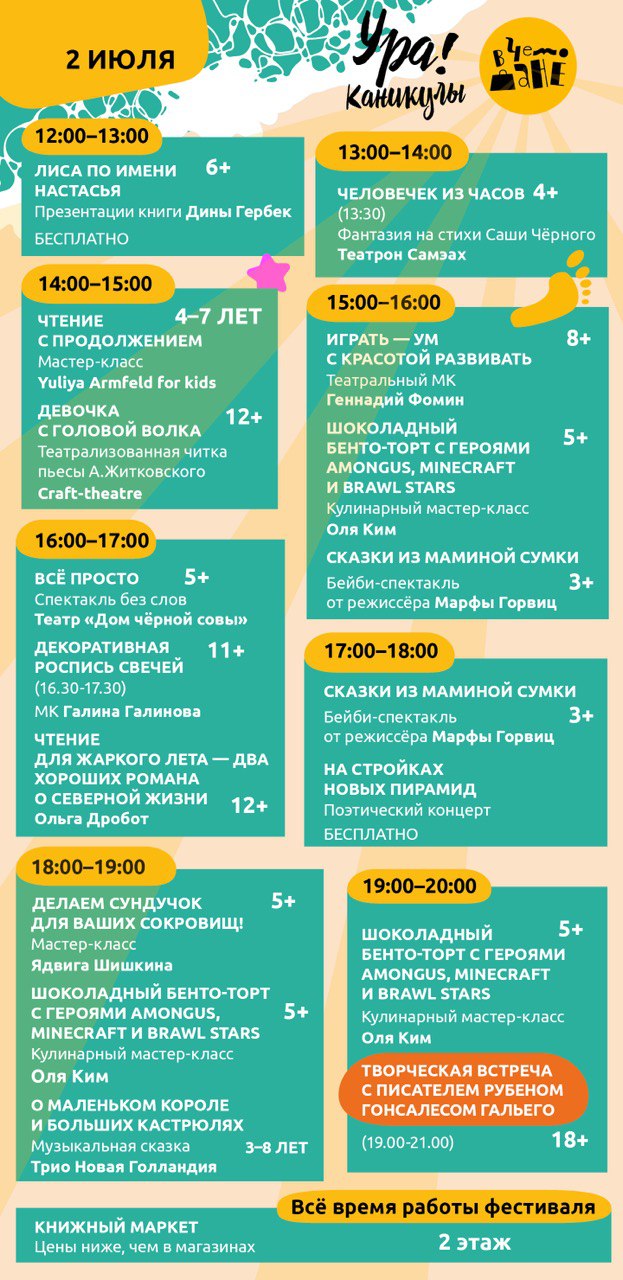 2 ИЮЛЯ
Ура!
Каникулы
в Чемодане
12:00–13:00
ЛИСА ПО ИМЕНИ 6+
НАСТАСЬЯ
Презентации книги Дины Гербек
БЕСПЛАТНО
13:00–14:00
ЧЕЛОВЕЧЕК ИЗ ЧАСОВ 4+
(13:30)
Фантазия на стихи Саши Чёрного
Театрон Самэах
14:00–15:00
ЧТЕНИЕ 4–7 ЛЕТ
С ПРОДОЛЖЕНИЕМ
Мастер-класс
Yuliya Armfeld for kids
ДЕВОЧКА 12+
С ГОЛОВОЙ ВОЛКА
Театрализованная читка
пьесы А.Житковского
Craft-theatre
15:00–16:00
ИГРАТЬ — УМ 8+
С КРАСОТОЙ РАЗВИВАТЬ
Театральный МК
Геннадий Фомин
ШОКОЛАДНЫЙ 5+
БЕНТО-ТОРТ С ГЕРОЯМИ
AMONGUS, MINECRAFT
И BRAWL STARS
Кулинарный мастер-класс
Оля Ким
СКАЗКИ ИЗ МАМИНОЙ СУМКИ
Бейби-спектакль 3+
от режиссёра Марфы Горвиц
16:00–17:00
ВСЁ ПРОСТО 5+
Спектакль без слов
Театр «Дом чёрной совы»
ДЕКОРАТИВНАЯ 11+
РОСПИСЬ СВЕЧЕЙ
(16.30-17.30)
МК Галина Галинова
ЧТЕНИЕ
ДЛЯ ЖАРКОГО ЛЕТА — ДВА
ХОРОШИХ РОМАНА
О СЕВЕРНОЙ ЖИЗНИ 12+
Ольга Дробот
17:00–18:00
СКАЗКИ ИЗ МАМИНОЙ СУМКИ
Бейби-спектакль 3+
от режиссёра Марфы Горвиц
НА СТРОЙКАХ
НОВЫХ ПИРАМИД
Поэтический концерт
БЕСПЛАТНО
18:00–19:00
ДЕЛАЕМ СУНДУЧОК 5+
ДЛЯ ВАШИХ СОКРОВИЩ!
Мастер-класс
Ядвига Шишкина
ШОКОЛАДНЫЙ БЕНТО-ТОРТ
С ГЕРОЯМИ AMONGUS, 5+
MINECRAFT И BRAWL STARS
Кулинарный мастер-класс
Оля Ким
О МАЛЕНЬКОМ КОРОЛЕ
И БОЛЬШИХ КАСТРЮЛЯХ
Музыкальная сказка 3–8 ЛЕТ
Трио Новая Голландия
19:00–20:00
ШОКОЛАДНЫЙ 5+
БЕНТО-ТОРТ С ГЕРОЯМИ
AMONGUS, MINECRAFT
И BRAWL STARS
Кулинарный мастер-класс
Оля Ким
ТВОРЧЕСКАЯ ВСТРЕЧА
С ПИСАТЕЛЕМ РУБЕНОМ
ГОНСАЛЕСОМ ГАЛЬЕГО
(19.00-21.00) 18+
Всё время работы фестиваля
КНИЖНЫЙ МАРКЕТ
Цены ниже, чем в магазинах
2 этаж